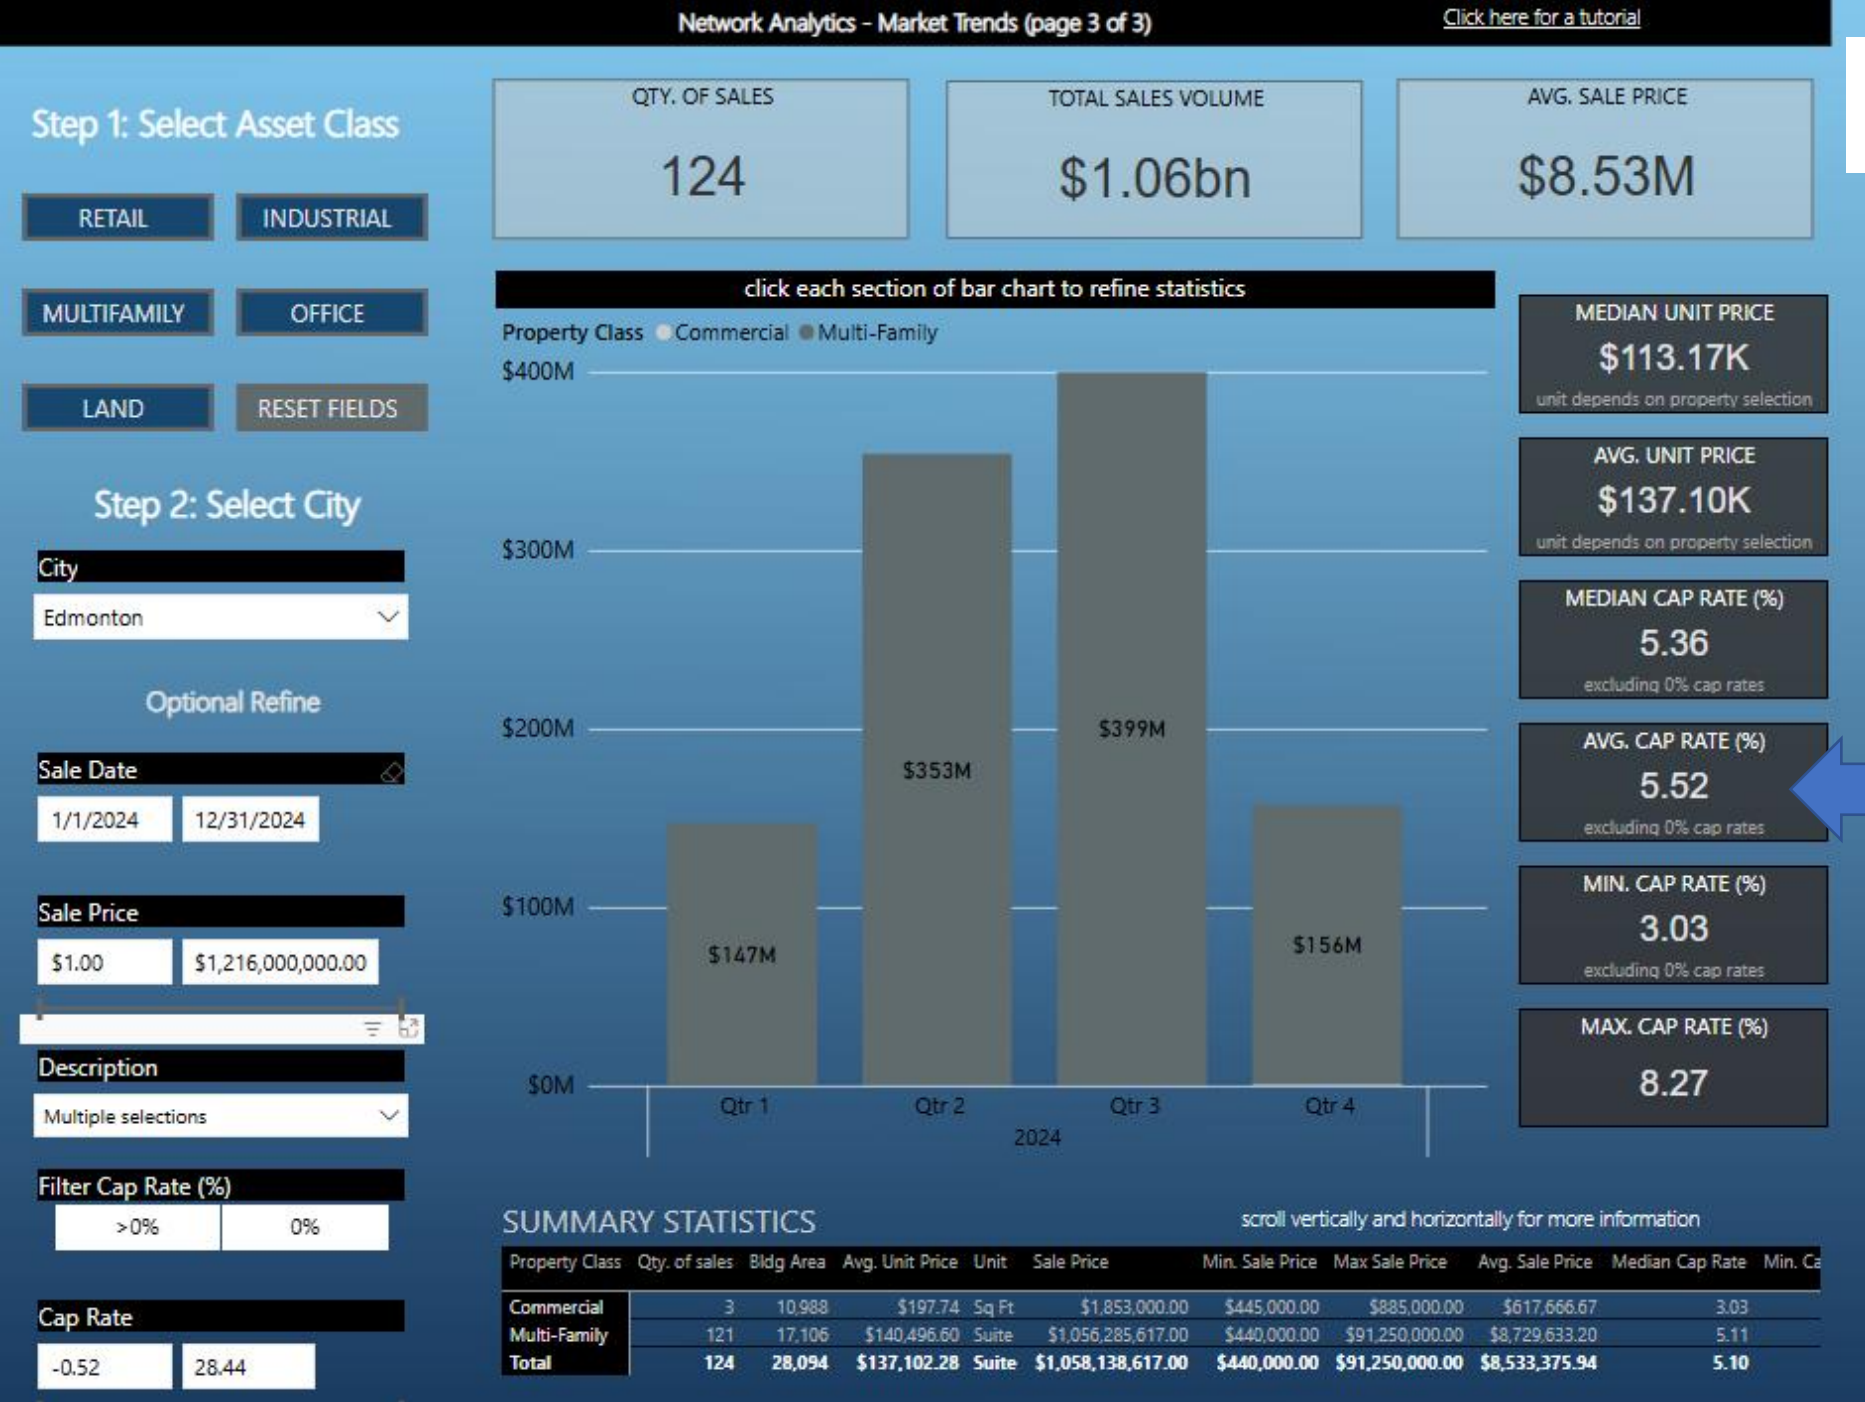 Network Analytics - Market Trends (page 3 of 3)
Click here for a tutorial
Step 1: Select Asset Class
RETAIL
INDUSTRIAL
MULTIFAMILY
OFFICE
LAND
RESET FIELDS
Step 2: Select City
City
Edmonton
Optional Refine
Sale Date
1/1/2024
12/31/2024
Sale Price
$1.00
$1,216,000,000.00
Description
Multiple selections
Filter Cap Rate (%)
>0%
0%
Cap Rate
-0.52
28.44
QTY. OF SALES
124
TOTAL SALES VOLUME
$1.06bn
AVG. SALE PRICE
$8.53M
click each section of bar chart to refine statistics
Property Class Commercial Multi-Family
$400M
$300M
$200M
$100M
$0M
$147M
$353M
$399M
$156M
Qtr 1
Qtr 2
Qtr 3
Qtr 4
2024
MEDIAN UNIT PRICE
$113.17K
unit depends on property selection
AVG. UNIT PRICE
$137.10K
unit depends on property selection
MEDIAN CAP RATE (%)
5.36
excluding 0% cap rates
AVG. CAP RATE (%)
5.52
excluding 0% cap rates
MIN. CAP RATE (%)
3.03
excluding 0% cap rates
MAX. CAP RATE (%)
8.27
SUMMARY STATISTICS
scroll vertically and horizontally for more information
Property Class Qty. of sales Bldg Area Avg. Unit Price Unit Sale Price Min. Sale Price Max Sale Price Avg. Sale Price Median Cap Rate Min. Ca
Commercial 3 10,988 $197.74 Sq Ft $1,853,000.00 $445,000.00 $885,000.00 $617,666.67 3.03
Multi-Family 121 17,106 $140,496.60 Suite $1,056,285,617.00 $440,000.00 $91,250,000.00 $8,729,633.20 5.11
Total 124 28,094 $137,102.28 Suite $1,058,138,617.00 $440,000.00 $91,250,000.00 $8,533,375.94 5.10